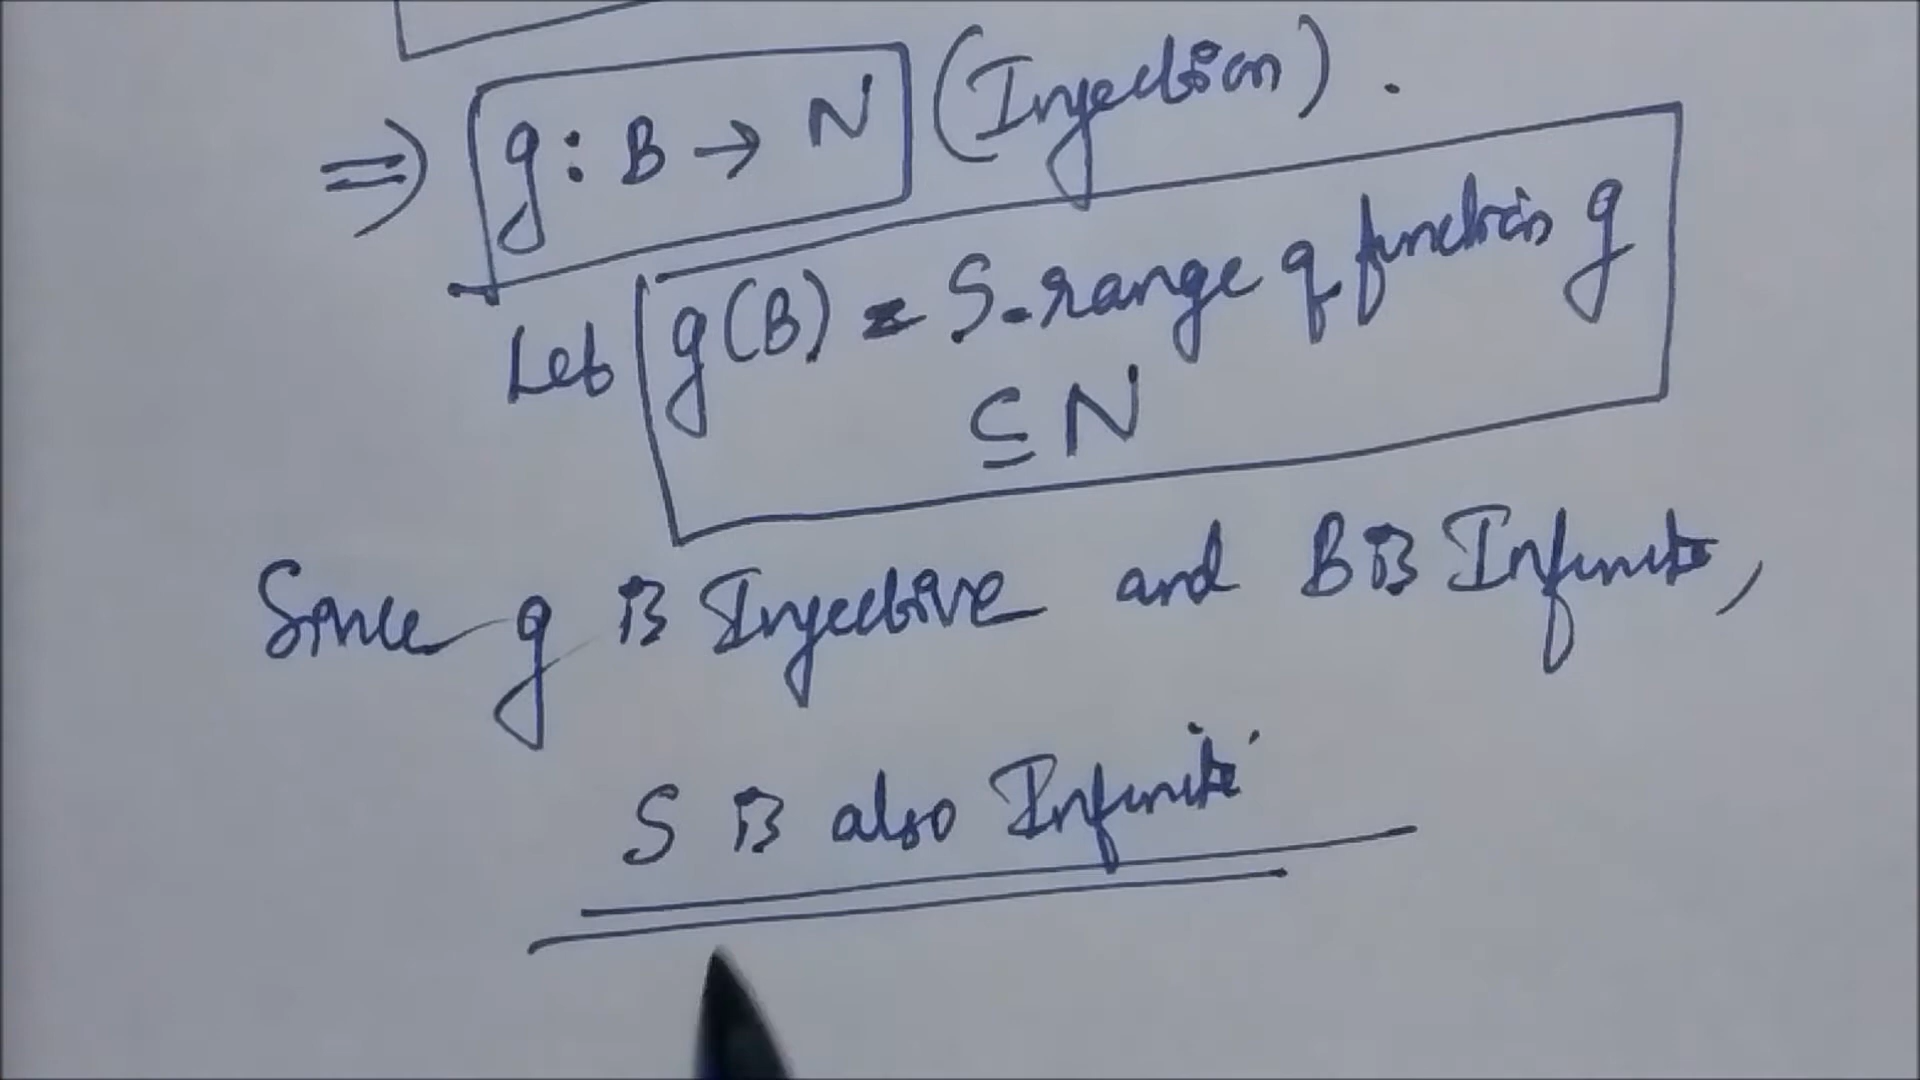 ⇒ g : B → N (Injection).
Let g(B) = S - range of function g
⊆ N
Since g is Injective and B is Infinite,
S is also Infinite